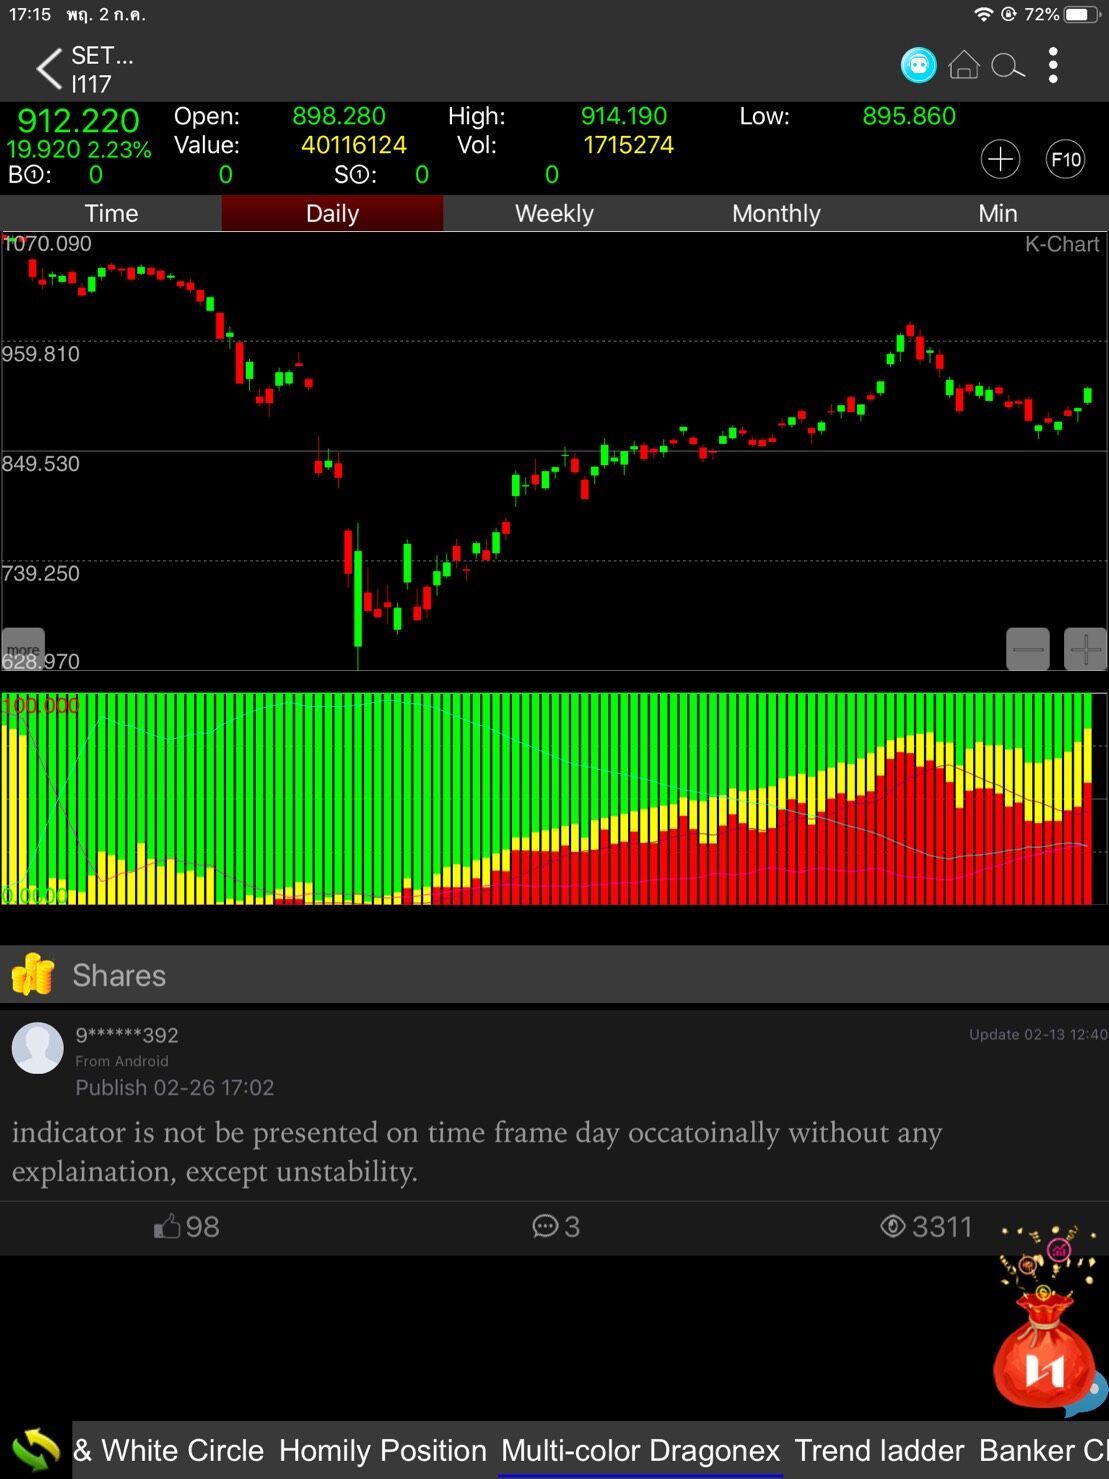 17:15 พฤ. 2 ก.ค. 72%
SET...
I117
912.220 Open: 898.280 High: 914.190 Low: 895.860
19.920 2.23% Value: 40116124 Vol: 1715274
B①: 0 0 S①: 0 0 F10
Time Daily Weekly Monthly Min
1070.090 K-Chart
959.810
849.530
739.250
more
628.970
100.000
0.0000
Shares
9******392 Update 02-13 12:40
From Android
Publish 02-26 17:02
indicator is not be presented on time frame day occatoinally without any
explaination, except unstability.
98 3 3311
& White Circle Homily Position Multi-color Dragonex Trend ladder Banker C